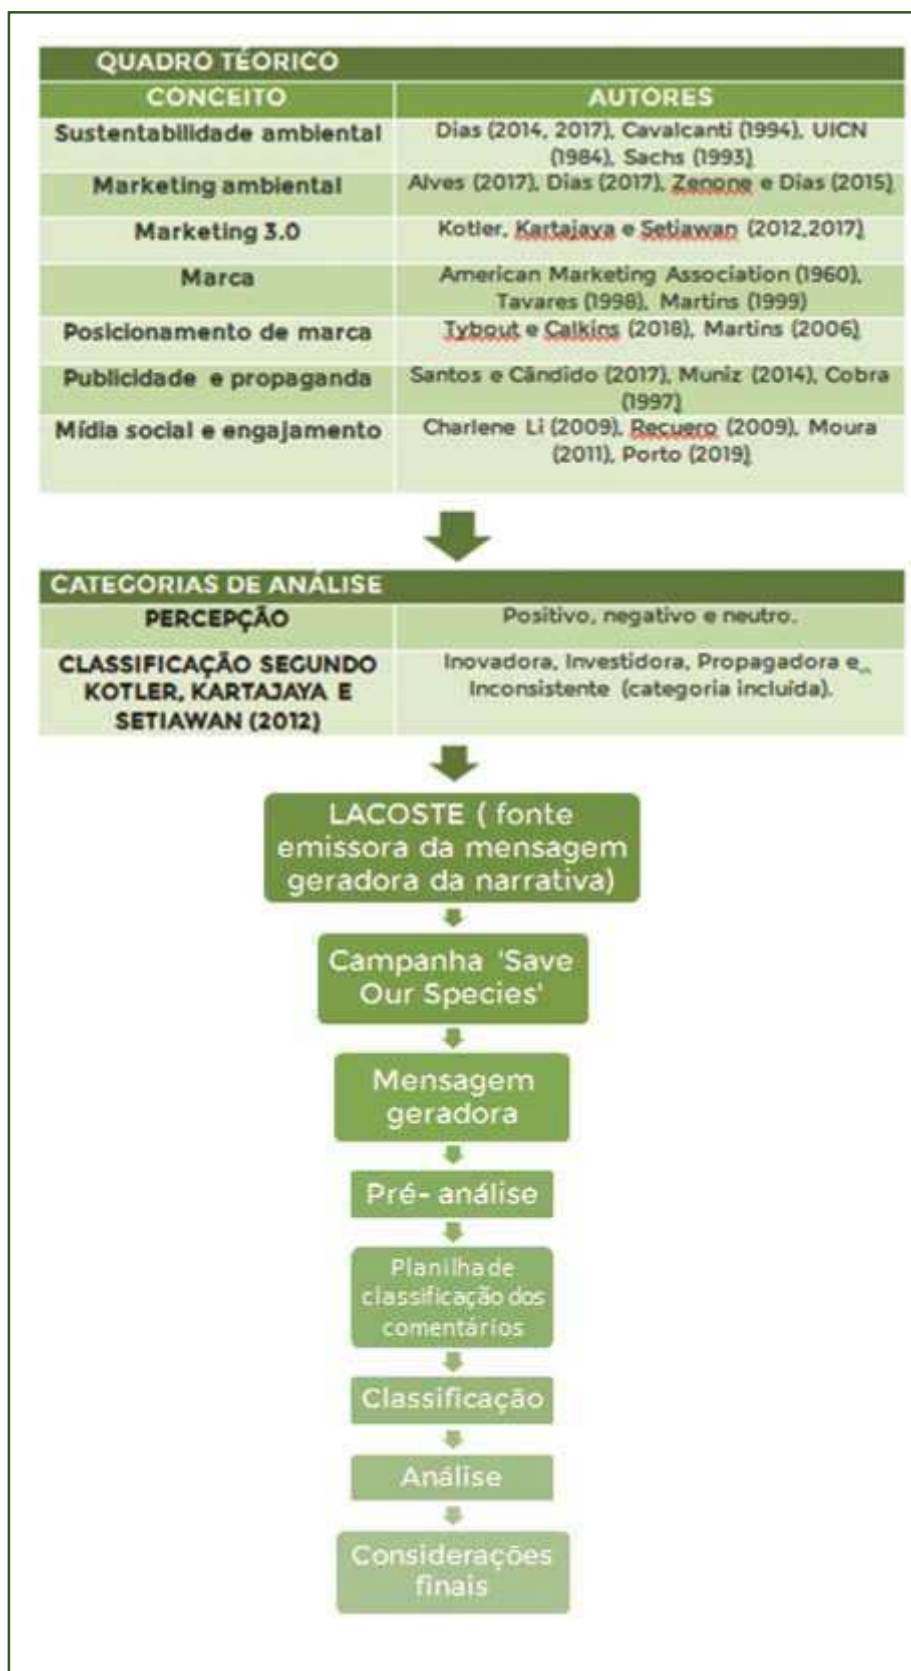 QUADRO TEÓRICO
CONCEITO AUTORES
Sustentabilidade ambiental Dias (2014, 2017), Cavalcanti (1994), UICN
(1984), Sachs (1993)
Marketing ambiental Alves (2017), Dias (2017), Zenone e Dias (2015)
Marketing 3.0 Kotler, Kartajaya e Setiawan (2012,2017)
Marca American Marketing Association (1960),
Tavares (1998), Martins (1999)
Posicionamento de marca Tybout e Calkins (2018), Martins (2006)
Publicidade e propaganda Santos e Cândido (2017), Muniz (2014), Cobra
(1997)
Mídia social e engajamento Charlene Li (2009), Recuero (2009), Moura
(2011), Porto (2019)
CATEGORIAS DE ANÁLISE
PERCEPÇÃO Positivo, negativo e neutro.
CLASSIFICAÇÃO SEGUNDO
KOTLER, KARTAJAYA E
SETIAWAN (2012)
Inovadora, Investidora, Propagadora e
Inconsistente (categoria incluída).
LACOSTE ( fonte
emissora da mensagem
geradora da narrativa)
Campanha 'Save
Our Species'
Mensagem
geradora
Pré- análise
Planilha de
classificação dos
comentários
Classificação
Análise
Considerações
finais